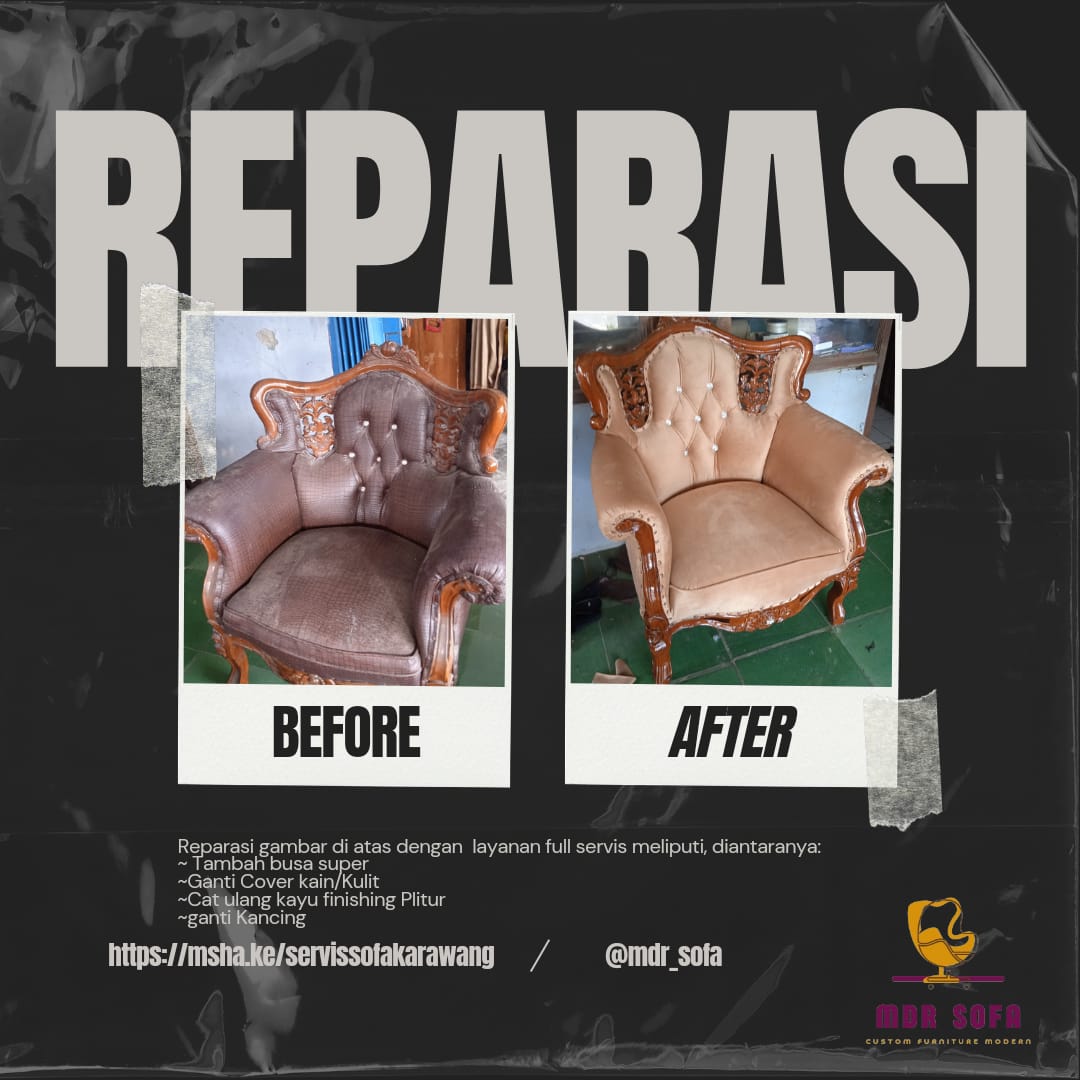 REPARASI
BEFORE
AFTER
Reparasi gambar di atas dengan layanan full servis meliputi, diantaranya:
~ Tambah busa super
~Ganti Cover kain/Kulit
~Cat ulang kayu finishing Plitur
~ganti Kancing
https://msha.ke/servissofakarawang / @mdr_sofa
MDR SOFA
CUSTOM FURNITURE MODERN